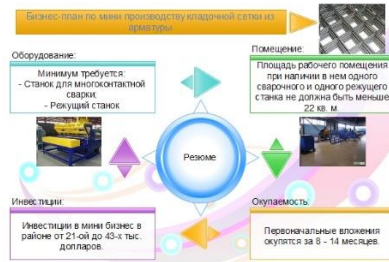 Бизнес-план по мини производству кладочной сетки из
арматуры
Оборудование:
Минимум требуется:
- Станок для многоконтактной
сварки;
- Режущий станок
Помещение:
Площадь рабочего помещения
при наличии в нем одного
сварочного и одного режущего
станка не должна быть меньше
22 кв. м.
Резюме
Инвестиции:
Инвестиции в мини бизнес в
районе от 21-ой до 43-х тыс.
долларов.
Окупаемость:
Первоначальные вложения
окупятся за 8 - 14 месяцев.